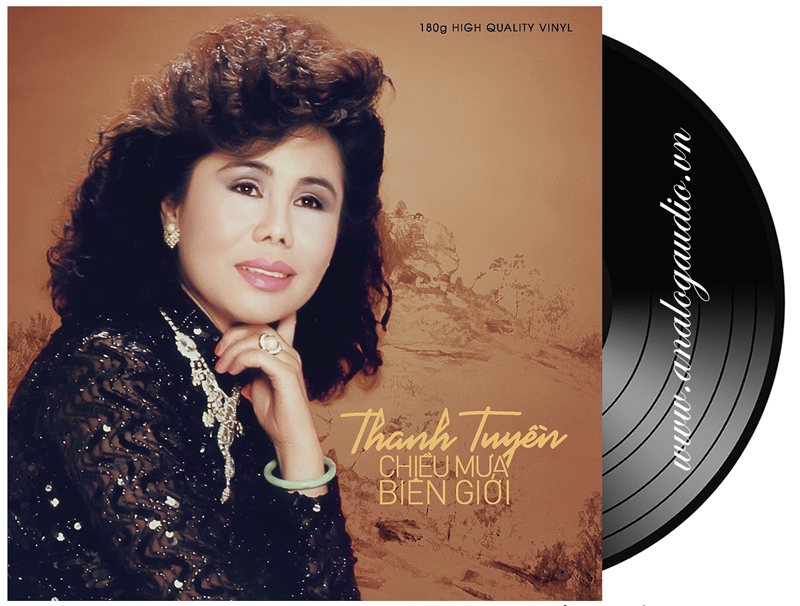 180g HIGH QUALITY VINYL
Thanh Tuyền
CHIỀU MƯA
BIÊN GIỚI
www.analogaudio.vn